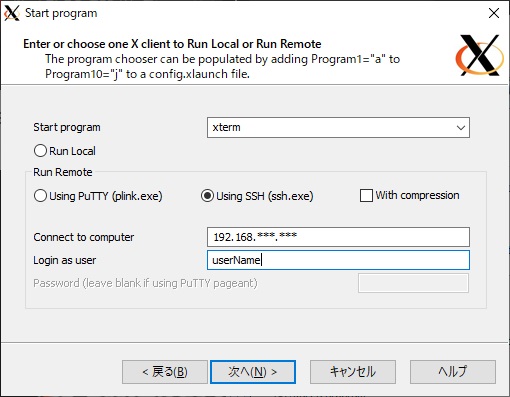 Start program
Enter or choose one X client to Run Local or Run Remote
The program chooser can be populated by adding Program1="a" to
Program10="j" to a config.xlaunch file.
Start program
xterm
Run Local
Run Remote
Using PuTTY (plink.exe)
Using SSH (ssh.exe)
With compression
Connect to computer
192.168.***.***
Login as user
userName
Password (leave blank if using PuTTY pageant)
< 戻る(B)
次へ(N) >
キャンセル
ヘルプ